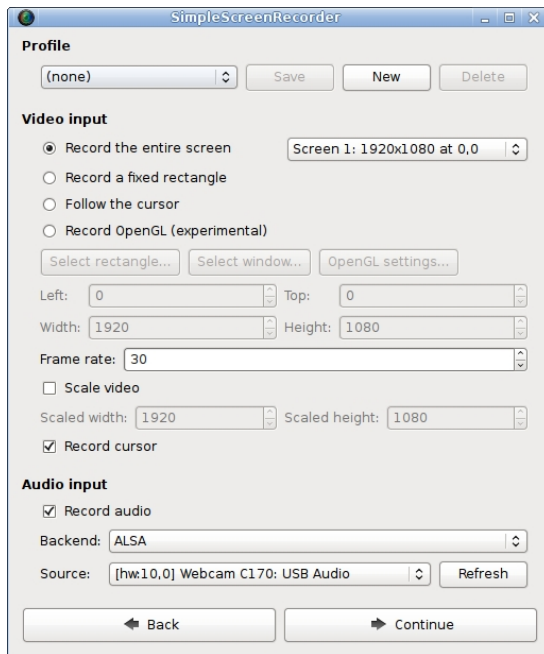 SimpleScreenRecorder
Profile
(none) Save New Delete
Video input
Record the entire screen Screen 1: 1920x1080 at 0,0
Record a fixed rectangle
Follow the cursor
Record OpenGL (experimental)
Select rectangle... Select window... OpenGL settings...
Left: 0 Top: 0
Width: 1920 Height: 1080
Frame rate: 30
Scale video
Scaled width: 1920 Scaled height: 1080
Record cursor
Audio input
Record audio
Backend: ALSA
Source: [hw:10,0] Webcam C170: USB Audio Refresh
Back Continue